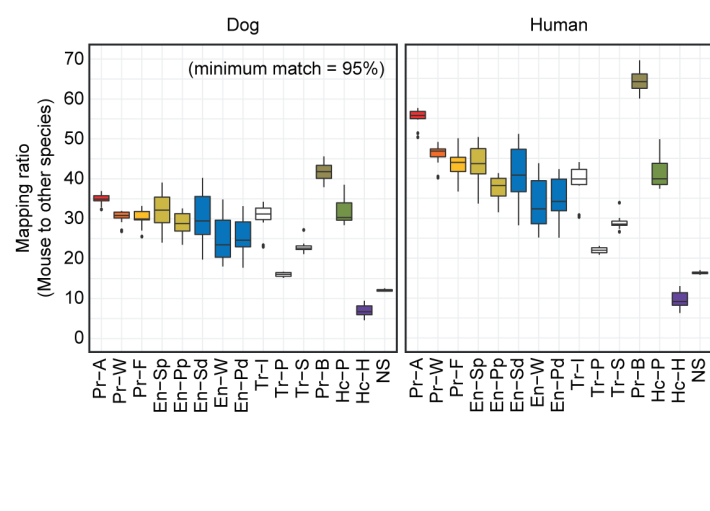 Dog
Human
(minimum match = 95%)
Mapping ratio
(Mouse to other species)
70
60
50
40
30
20
10
0
Pr−A
Pr−W
Pr−F
En−Sp
En−Pp
En−Sd
En−W
En−Pd
Tr−I
Tr−P
Tr−S
Pr−B
Hc−P
Hc−H
NS
Pr−A
Pr−W
Pr−F
En−Sp
En−Pp
En−Sd
En−W
En−Pd
Tr−I
Tr−P
Tr−S
Pr−B
Hc−P
Hc−H
NS